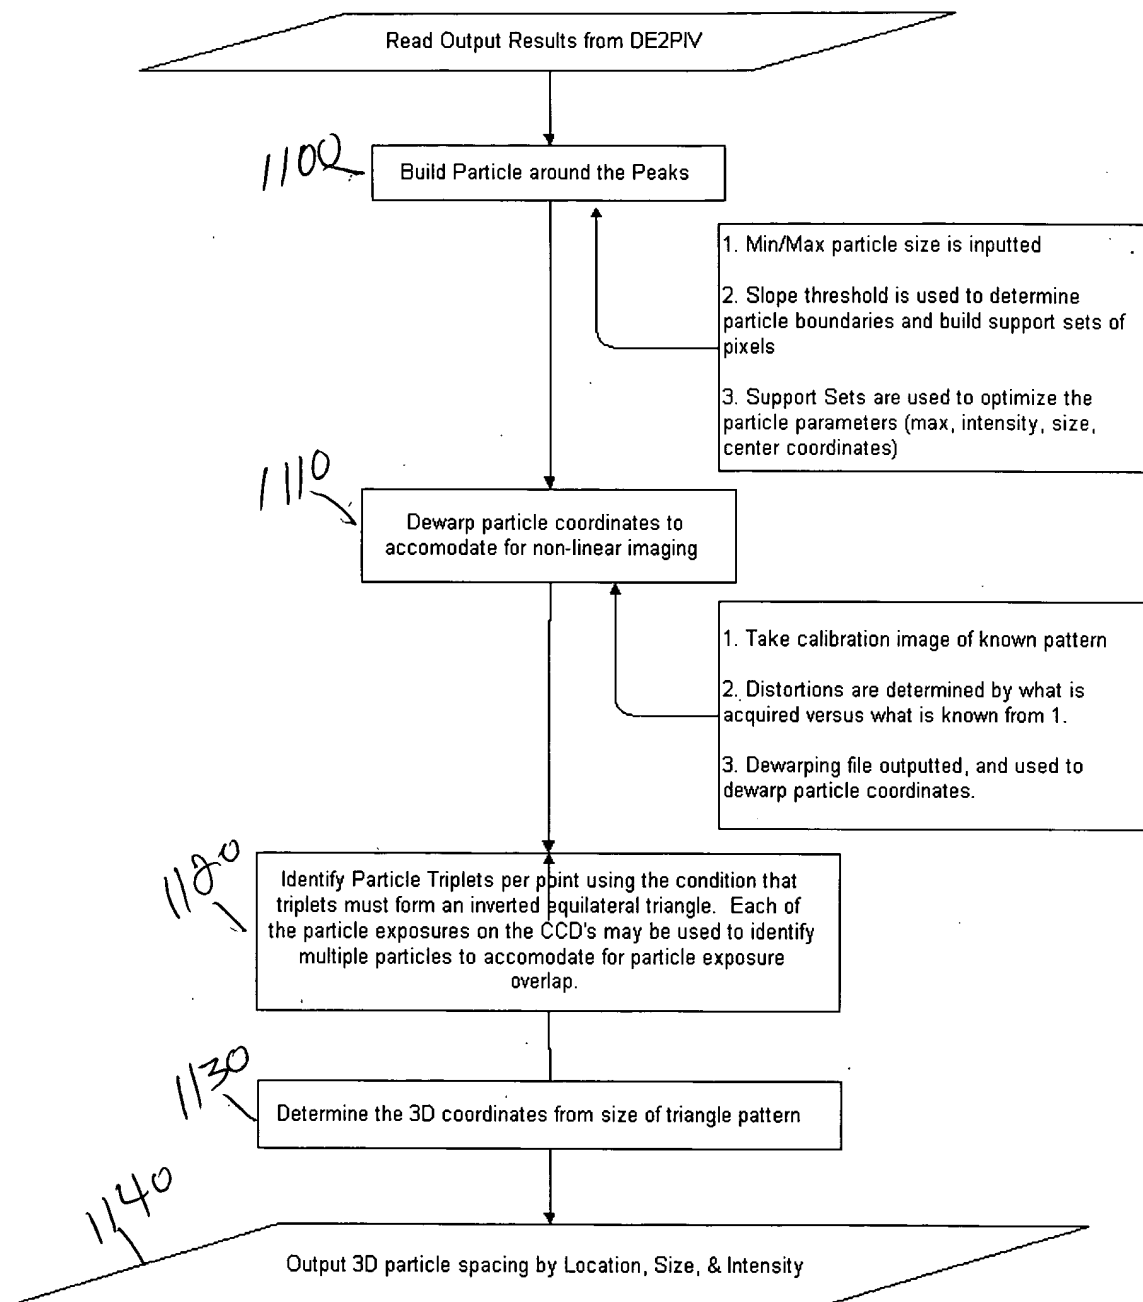 Read Output Results from DE2PIV
1100
Build Particle around the Peaks
1. Min/Max particle size is inputted
2. Slope threshold is used to determine
particle boundaries and build support sets of
pixels
3. Support Sets are used to optimize the
particle parameters (max, intensity, size,
center coordinates)
1110
Dewarp particle coordinates to
accomodate for non-linear imaging
1. Take calibration image of known pattern
2. Distortions are determined by what is
acquired versus what is known from 1.
3. Dewarping file outputted, and used to
dewarp particle coordinates.
1120
Identify Particle Triplets per point using the condition that
triplets must form an inverted equilateral triangle. Each of
the particle exposures on the CCD's may be used to identify
multiple particles to accomodate for particle exposure
overlap.
1130
Determine the 3D coordinates from size of triangle pattern
1140
Output 3D particle spacing by Location, Size, & Intensity